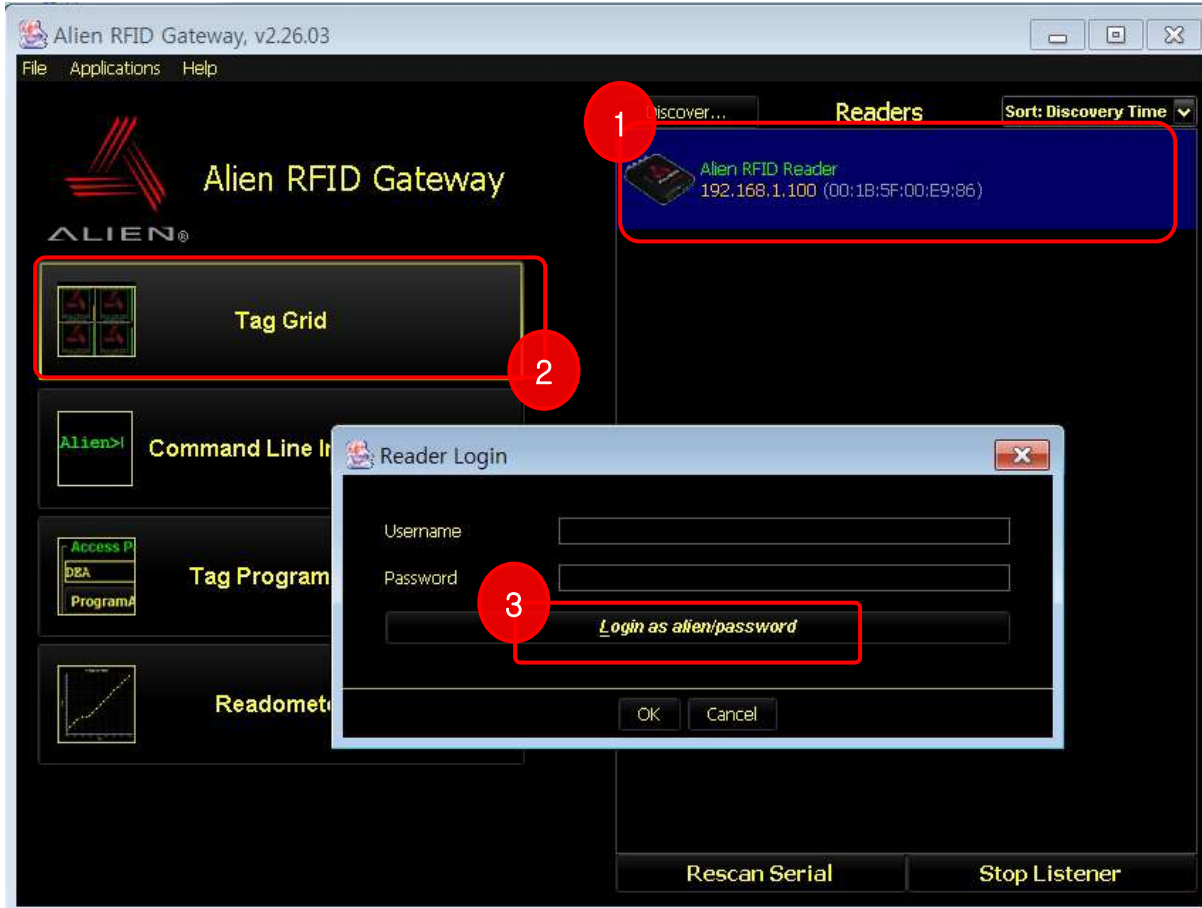 Alien RFID Gateway, v2.26.03
File Applications Help
Discover... Readers Sort: Discovery Time
1
Alien RFID Reader
192.168.1.100 (00:1B:5F:00:E9:86)
Alien RFID Gateway
ALIEN®
Tag Grid
2
Alien>
Command Line In
Reader Login
Username
Password
Access P
DBA
ProgramA
Tag Program
3
Login as alien/password
Readomet
OK Cancel
Rescan Serial Stop Listener